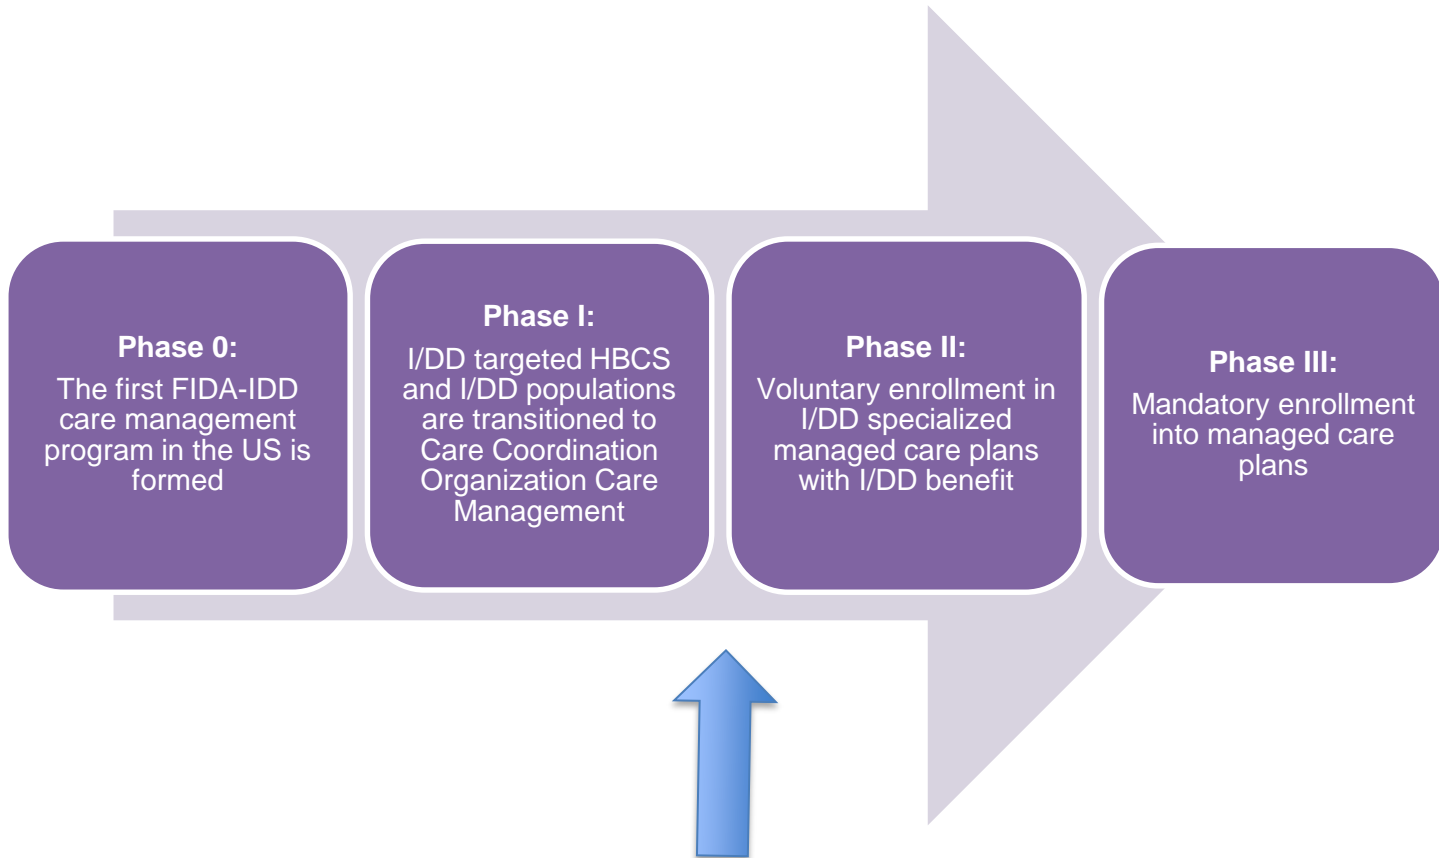 Phase 0:
The first FIDA-IDD
care management
program in the US is
formed
Phase I:
I/DD targeted HBCS
and I/DD populations
are transitioned to
Care Coordination
Organization Care
Management
Phase II:
Voluntary enrollment in
I/DD specialized
managed care plans
with I/DD benefit
Phase III:
Mandatory enrollment
into managed care
plans